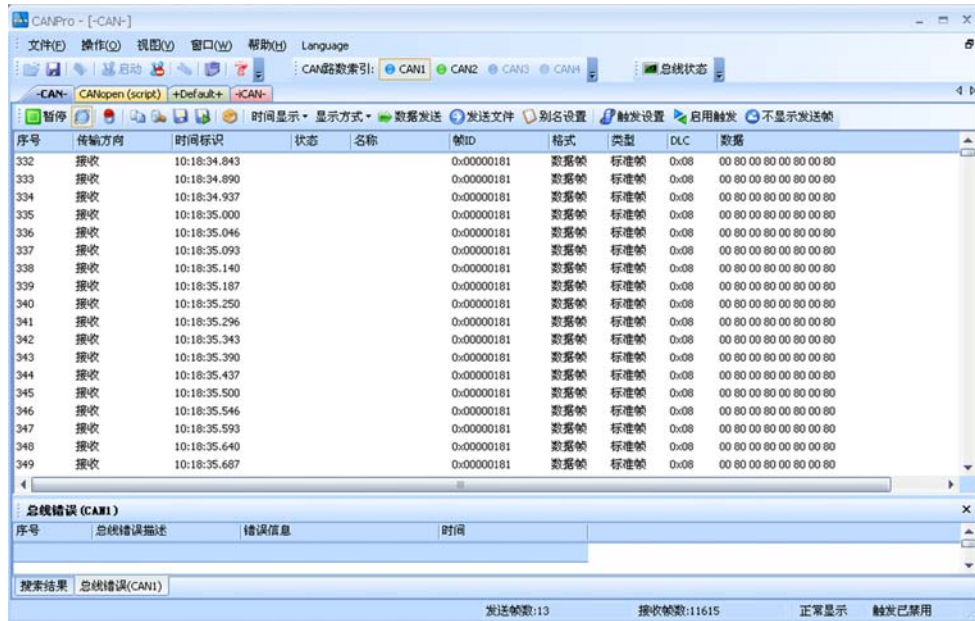 CANPro - [-CAN-]
文件(F) 操作(O) 视图(V) 窗口(W) 帮助(H) Language
启动 CAN路数索引: CAN1 CAN2 CAN3 CAN4 总线状态
-CAN- CANopen (script) +Default+ -iCAN-
暂停 时间显示 显示方式 数据发送 发送文件 别名设置 触发设置 启用触发 不显示发送帧
序号 传输方向 时间标识 状态 名称 帧ID 格式 类型 DLC 数据
332 接收 10:18:34.843 0x00000181 数据帧 标准帧 0x08 00 80 00 80 00 80 00 80
333 接收 10:18:34.890 0x00000181 数据帧 标准帧 0x08 00 80 00 80 00 80 00 80
334 接收 10:18:34.937 0x00000181 数据帧 标准帧 0x08 00 80 00 80 00 80 00 80
335 接收 10:18:35.000 0x00000181 数据帧 标准帧 0x08 00 80 00 80 00 80 00 80
336 接收 10:18:35.046 0x00000181 数据帧 标准帧 0x08 00 80 00 80 00 80 00 80
337 接收 10:18:35.093 0x00000181 数据帧 标准帧 0x08 00 80 00 80 00 80 00 80
338 接收 10:18:35.140 0x00000181 数据帧 标准帧 0x08 00 80 00 80 00 80 00 80
339 接收 10:18:35.187 0x00000181 数据帧 标准帧 0x08 00 80 00 80 00 80 00 80
340 接收 10:18:35.250 0x00000181 数据帧 标准帧 0x08 00 80 00 80 00 80 00 80
341 接收 10:18:35.296 0x00000181 数据帧 标准帧 0x08 00 80 00 80 00 80 00 80
342 接收 10:18:35.343 0x00000181 数据帧 标准帧 0x08 00 80 00 80 00 80 00 80
343 接收 10:18:35.390 0x00000181 数据帧 标准帧 0x08 00 80 00 80 00 80 00 80
344 接收 10:18:35.437 0x00000181 数据帧 标准帧 0x08 00 80 00 80 00 80 00 80
345 接收 10:18:35.500 0x00000181 数据帧 标准帧 0x08 00 80 00 80 00 80 00 80
346 接收 10:18:35.546 0x00000181 数据帧 标准帧 0x08 00 80 00 80 00 80 00 80
347 接收 10:18:35.593 0x00000181 数据帧 标准帧 0x08 00 80 00 80 00 80 00 80
348 接收 10:18:35.640 0x00000181 数据帧 标准帧 0x08 00 80 00 80 00 80 00 80
349 接收 10:18:35.687 0x00000181 数据帧 标准帧 0x08 00 80 00 80 00 80 00 80
总线错误(CAN1)
序号 总线错误描述 错误信息 时间
搜索结果 总线错误(CAN1)
发送帧数:13 接收帧数:11615 正常显示 触发已禁用